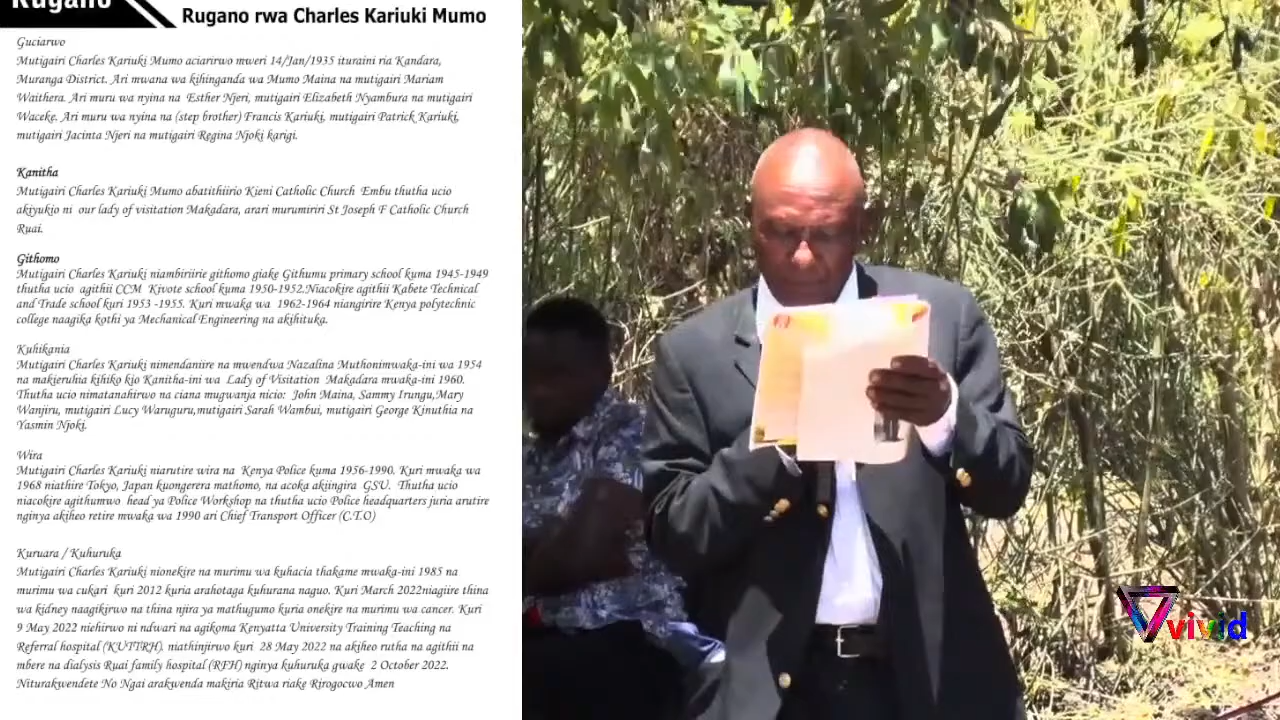 Rugano
Rugano rwa Charles Kariuki Mumo
Guciarwo
Mutigairi Charles Kariuki Mumo aciarirwo mweri 14/Jan/1935 ituraini ria Kandara,
Muranga District. Ari mwana wa kihinganda wa Mumo Maina na mutigairi Mariam
Waithera. Ari muru wa nyina na Esther Njeri, mutigairi Elizabeth Nyambura na mutigairi
Waceke. Ari muru wa nyina na (step brother) Francis Kariuki, mutigairi Patrick Kariuki,
mutigairi Jacinta Njeri na mutigairi Regina Njoki karigi.
Kanitha
Mutigairi Charles Kariuki Mumo abatithiirio Kieni Catholic Church Embu thutha ucio
akiyukio ni our lady of visitation Makadara, arari murumiriri St Joseph F Catholic Church
Ruai.
Githomo
Mutigairi Charles Kariuki niambiriirie githomo giake Githumu primary school kuma 1945-1949
thutha ucio agithii CCM Kivote school kuma 1950-1952.Niacokire agithii Kabete Technical
and Trade school kuri 1953 -1955. Kuri mwaka wa 1962-1964 niangirire Kenya polytechnic
college naagika kothi ya Mechanical Engineering na akihituka.
Kuhikania
Mutigairi Charles Kariuki nimendaniire na mwendwa Nazalina Muthonimwaka-ini wa 1954
na makieruhia kihiko kio Kanitha-ini wa Lady of Visitation Makadara mwaka-ini 1960.
Thutha ucio nimatanahirwo na ciana mugwanja nicio: John Maina, Sammy Irungu,Mary
Wanjiru, mutigairi Lucy Waruguru,mutigairi Sarah Wambui, mutigairi George Kinuthia na
Yasmin Njoki.
Wira
Mutigairi Charles Kariuki niarutire wira na Kenya Police kuma 1956-1990. Kuri mwaka wa
1968 niathire Tokyo, Japan kuongerera mathomo, na acoka akiingira GSU. Thutha ucio
niacokire agithumwo head ya Police Workshop na thutha ucio Police headquarters juria arutire
nginya akiheo retire mwaka wa 1990 ari Chief Transport Officer (C.T.O)
Kuruara / Kuhuruka
Mutigairi Charles Kariuki nionekire na murimu wa kuhacia thakame mwaka-ini 1985 na
murimu wa cukari kuri 2012 kuria arahotaga kuhurana naguo. Kuri March 2022niagiire thina
wa kidney naagikirwo na thina njira ya mathugumo kuria onekire na murimu wa cancer. Kuri
9 May 2022 niehirwo ni ndwari na agikoma Kenyatta University Training Teaching na
Referral hospital (KUTTRH). niathinjirwo kuri 28 May 2022 na akiheo rutha na agithii na
mbere na dialysis Ruai family hospital (RFH) nginya kuhuruka gwake 2 October 2022.
Niturakwendete No Ngai arakwenda makiria Ritwa riake Rirogocwo Amen
vivid